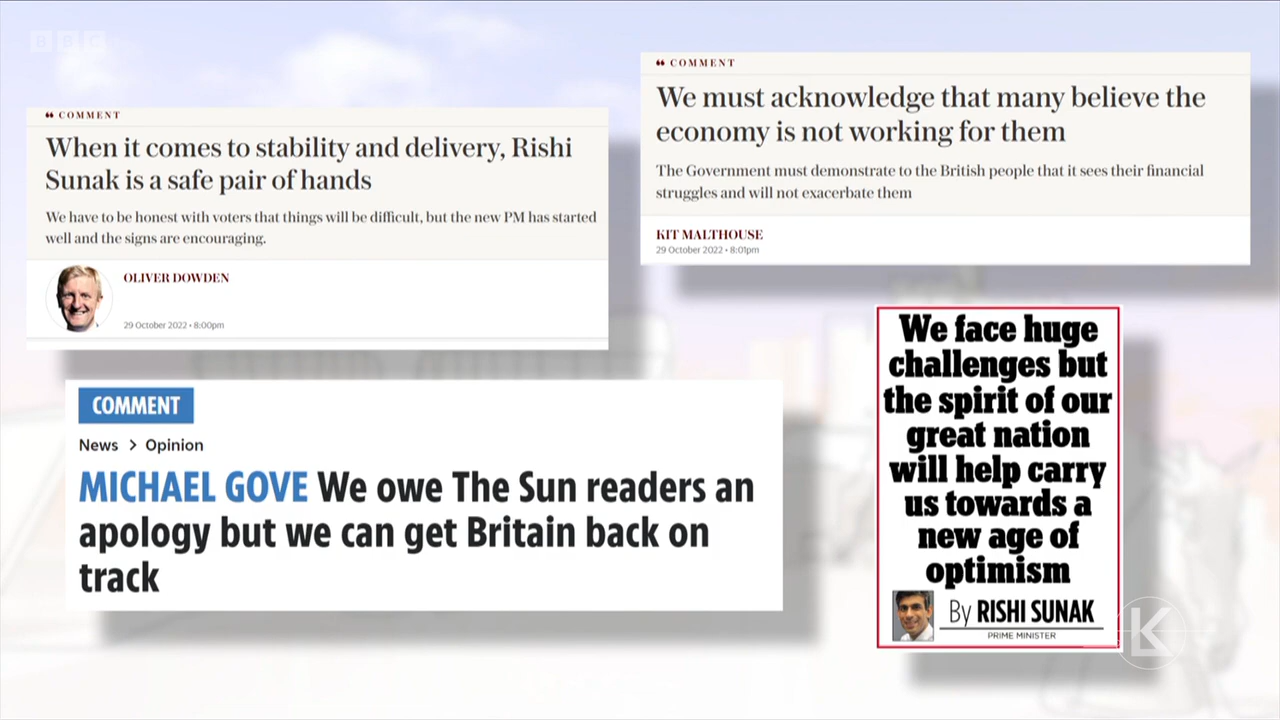 BBC
❝ COMMENT
When it comes to stability and delivery, Rishi
Sunak is a safe pair of hands
We have to be honest with voters that things will be difficult, but the new PM has started
well and the signs are encouraging.
OLIVER DOWDEN
29 October 2022 • 8:00pm
❝ COMMENT
We must acknowledge that many believe the
economy is not working for them
The Government must demonstrate to the British people that it sees their financial
struggles and will not exacerbate them
KIT MALTHOUSE
29 October 2022 • 8:01pm
COMMENT
News > Opinion
MICHAEL GOVE We owe The Sun readers an
apology but we can get Britain back on
track
We face huge
challenges but
the spirit of our
great nation
will help carry
us towards a
new age of
optimism
By RISHI SUNAK
PRIME MINISTER
LK